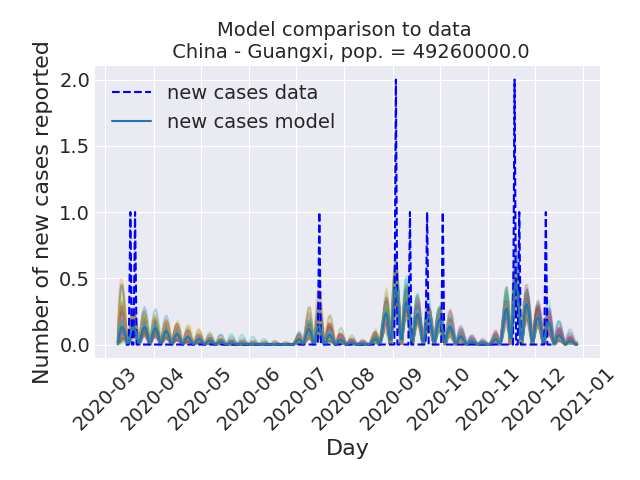 Model comparison to data
China - Guangxi, pop. = 49260000.0
Number of new cases reported
2.0
1.5
1.0
0.5
0.0
new cases data
new cases model
2020-03
2020-04
2020-05
2020-06
2020-07
2020-08
2020-09
2020-10
2020-11
2020-12
2021-01
Day